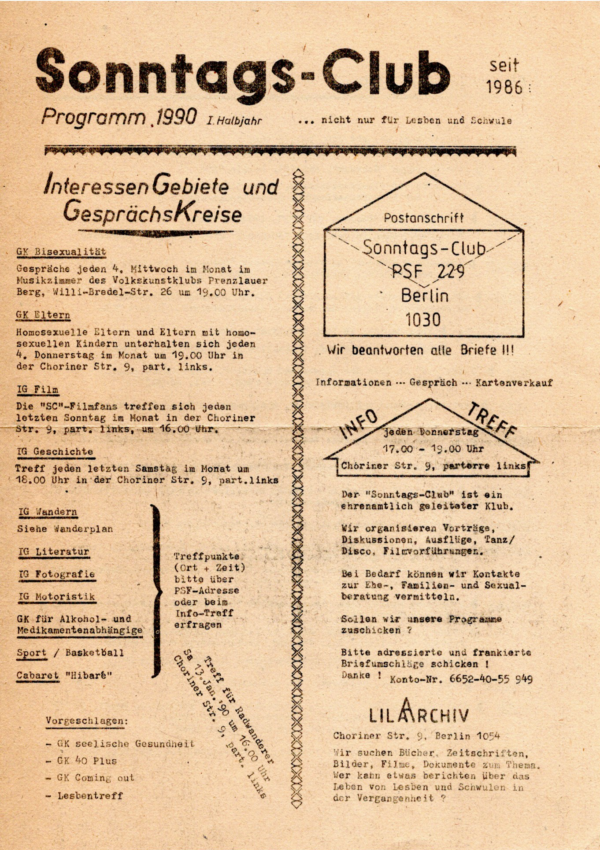 Sonntags-Club
seit
1986
Programm 1990 I. Halbjahr
... nicht nur für Lesben und Schwule
InteressenGebiete und
GesprächsKreise
GK Bisexualität
Gespräche jeden 4. Mittwoch im Monat im
Musikzimmer des Volkskunstklubs Prenzlauer
Berg, Willi-Bredel-Str. 26 um 19.00 Uhr.
GK Eltern
Homosexuelle Eltern und Eltern mit homo-
sexuellen Kindern unterhalten sich jeden
4. Donnerstag im Monat um 19.00 Uhr in
der Choriner Str. 9, part. links.
IG Film
Die "SC"-Filmfans treffen sich jeden
letzten Sonntag im Monat in der Choriner
Str. 9, part. links, um 16.00 Uhr.
IG Geschichte
Treff jeden letzten Samstag im Monat um
18.00 Uhr in der Choriner Str. 9, part.links
IG Wandern
Siehe Wanderplan
IG Literatur
IG Fotografie
IG Motoristik
GK für Alkohol- und
Medikamentenabhängige
Sport / Basketball
Cabaret "Hibaré"
Treffpunkte
(Ort + Zeit)
bitte über
PSF-Adresse
oder beim
Info-Treff
erfragen
Treff für Radwanderer
Sa 13.Jan.'90 um 16.00 Uhr
Choriner Str. 9, part. links
Vorgeschlagen:
- GK seelische Gesundheit
- GK 40 Plus
- GK Coming out
- Lesbentreff
Postanschrift
Sonntags-Club
PSF 229
Berlin
1030
Wir beantworten alle Briefe !!!
Informationen --- Gespräch --- Kartenverkauf
INFO TREFF
jeden Donnerstag
17.00 - 19.00 Uhr
Choriner Str. 9, parterre links
Der "Sonntags-Club" ist ein
ehrenamtlich geleiteter Klub.
Wir organisieren Vorträge,
Diskussionen, Ausflüge, Tanz/
Disco, Filmvorführungen.
Bei Bedarf können wir Kontakte
zur Ehe-, Familien- und Sexual-
beratung vermitteln.
Sollen wir unsere Programme
zuschicken ?
Bitte adressierte und frankierte
Briefumschläge schicken !
Danke ! Konto-Nr. 6652-40-55 949
LILA ARCHIV
Choriner Str. 9, Berlin 1054
Wir suchen Bücher, Zeitschriften,
Bilder, Filme, Dokumente zum Thema.
Wer kann etwas berichten über das
Leben von Lesben und Schwulen in
der Vergangenheit ?